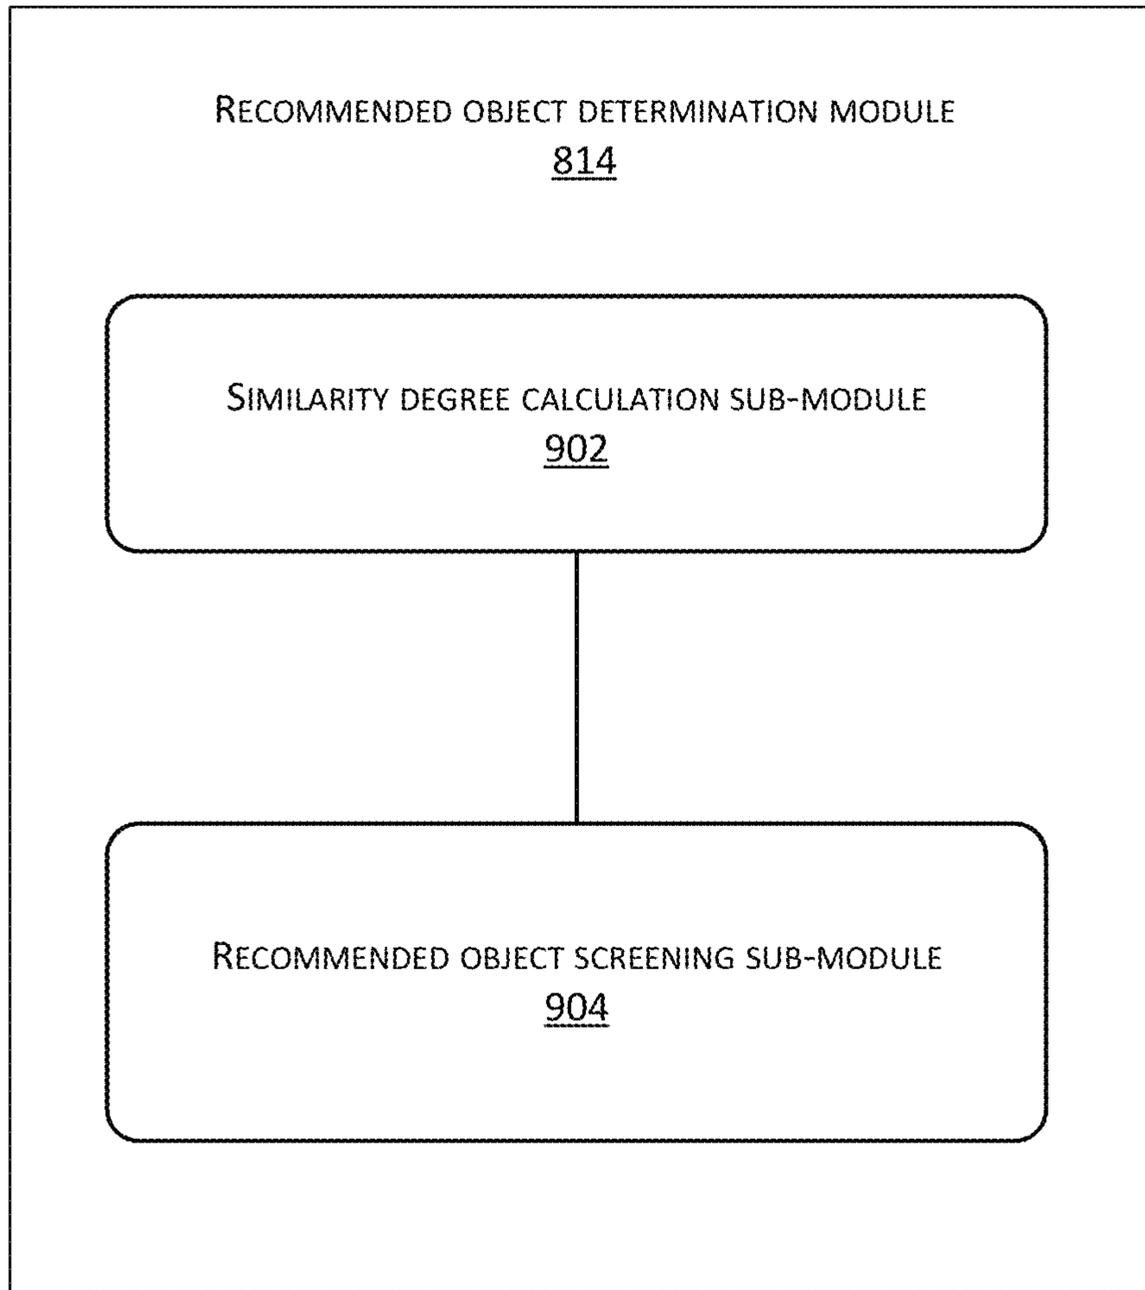 RECOMMENDED OBJECT DETERMINATION MODULE
814
SIMILARITY DEGREE CALCULATION SUB-MODULE
902
RECOMMENDED OBJECT SCREENING SUB-MODULE
904